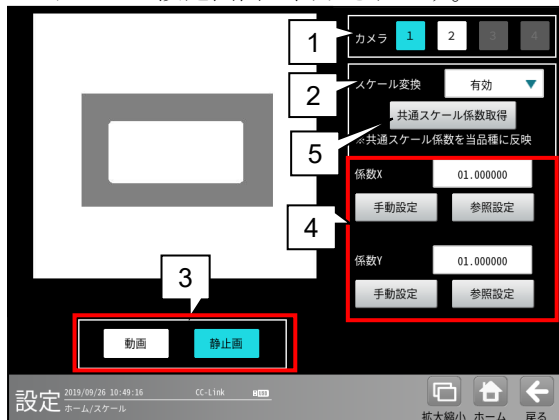 1
カメラ 1 2 3 4
2
スケール変換 有効
共通スケール係数取得
5
※共通スケール係数を当品種に反映
係数X 01.000000
手動設定 参照設定
4
係数Y 01.000000
手動設定 参照設定
3
動画 静止画
設定 2019/09/26 10:49:16 CC-Link
ホーム/スケール
拡大縮小 ホーム 戻る